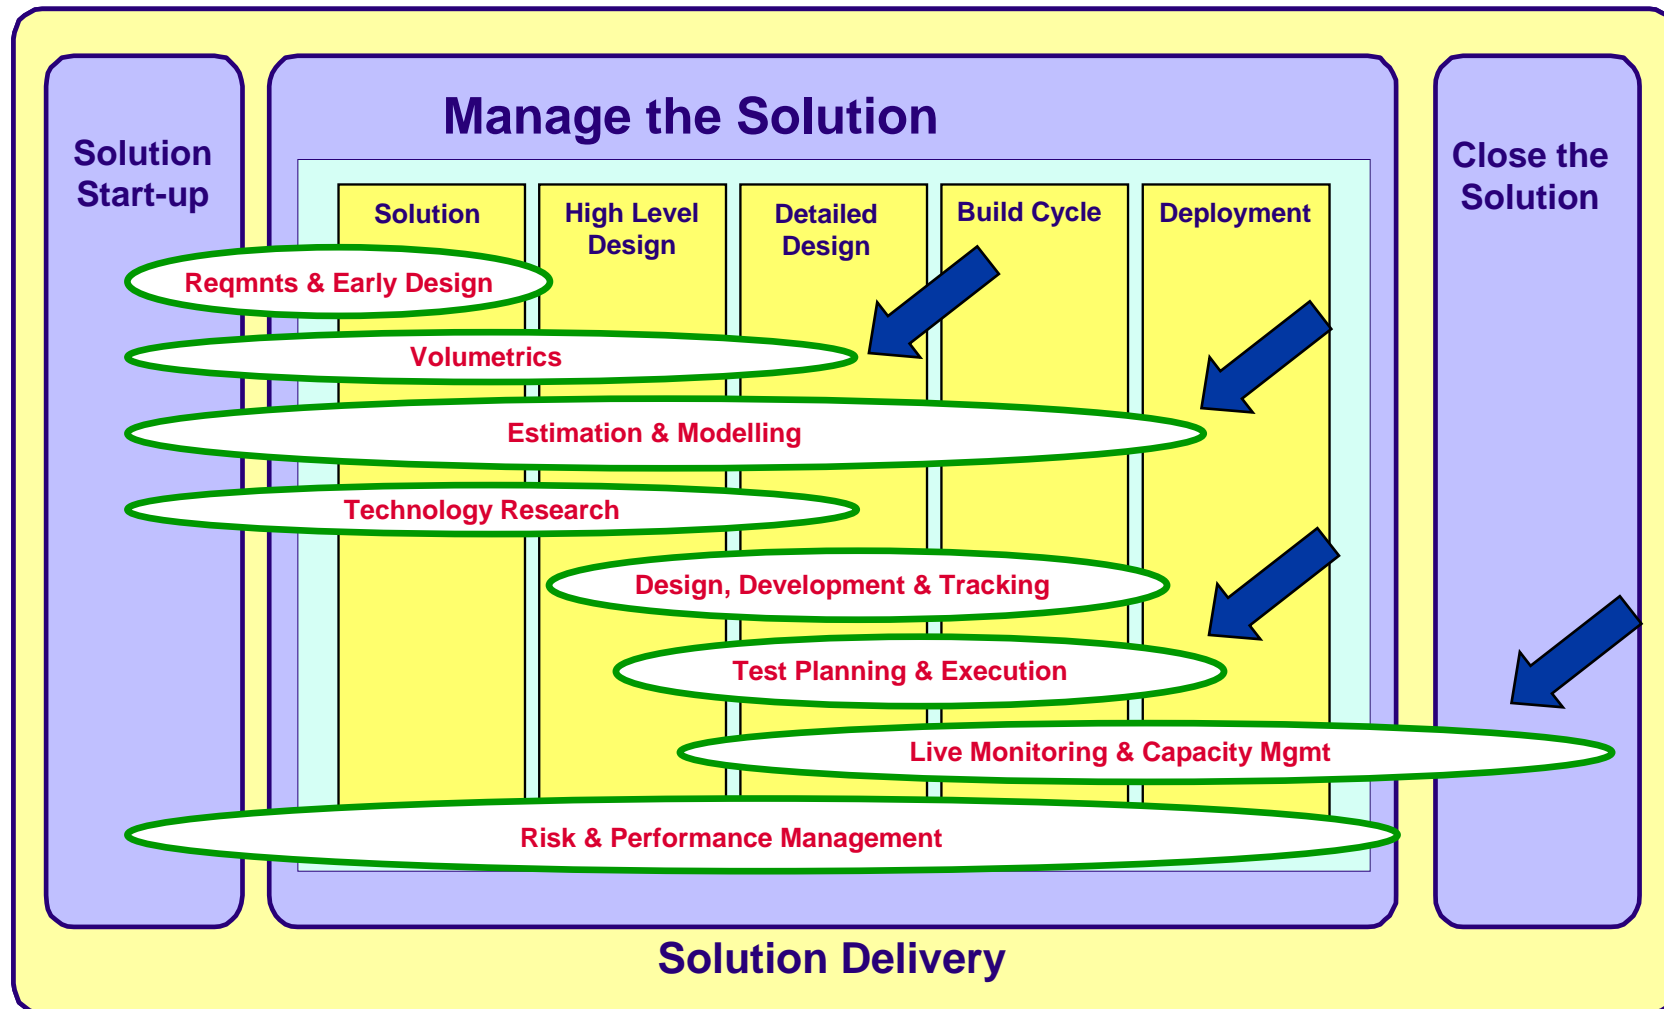 Manage the Solution
Solution
Start-up
Close the
Solution
Solution
High Level
Design
Detailed
Design
Build Cycle
Deployment
Reqmnts & Early Design
Volumetrics
Estimation & Modelling
Technology Research
Design, Development & Tracking
Test Planning & Execution
Live Monitoring & Capacity Mgmt
Risk & Performance Management
Solution Delivery